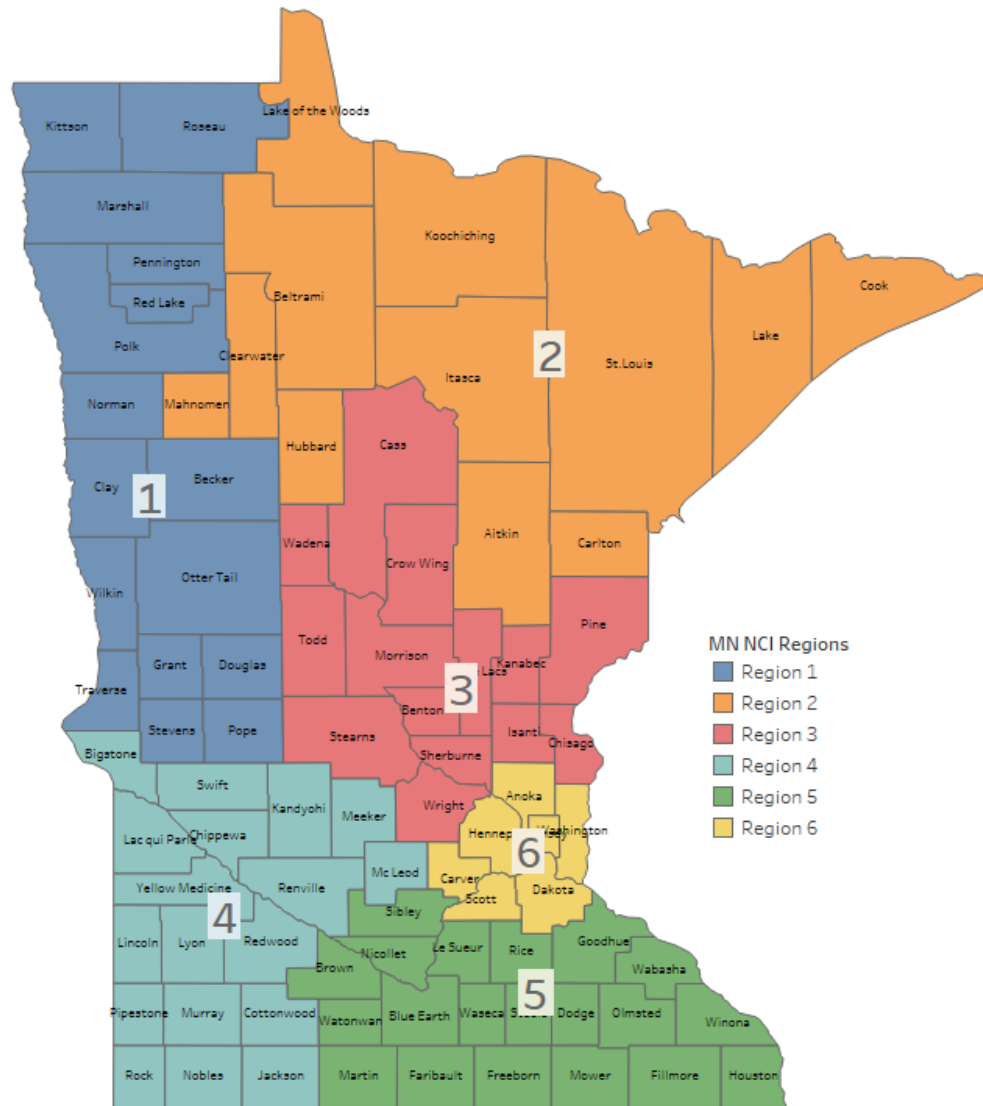 Lake of the Woods
Kittson
Roseau
Marshall
Koochiching
Pennington
Cook
Beltrami
Red Lake
Lake
Polk
Clearwater
2
St.Louis
Itasca
Norman
Mahnomen
Hubbard
Cass
Clay
1
Becker
Aitkin
Wadena
Carlton
Crow Wing
Otter Tail
Wilkin
Pine
Todd
Morrison
MN NCI Regions
Grant
Douglas
Kanabec
Lacs
Region 1
Traverse
3
Region 2
Benton
Stevens
Pope
Stearns
Isanti
Chisago
Region 3
Bigstone
Sherburne
Region 4
Swift
Anoka
Region 5
Kandyohi
Meeker
Wright
Region 6
Lac qui Parle
Chippewa
Hennep
Washington
6
Mc Leod
Carver
Yellow Medicine
Renville
Dakota
Scott
4
Sibley
Lincoln
Lyon
Redwood
Nicollet
Le Sueur
Rice
Goodhue
Brown
Wabasha
5
Pipestone
Murray
Cottonwood
Watonwan
Blue Earth
Waseca
Dodge
Olmsted
Winona
Rock
Nobles
Jackson
Martin
Faribault
Freeborn
Mower
Fillmore
Houston